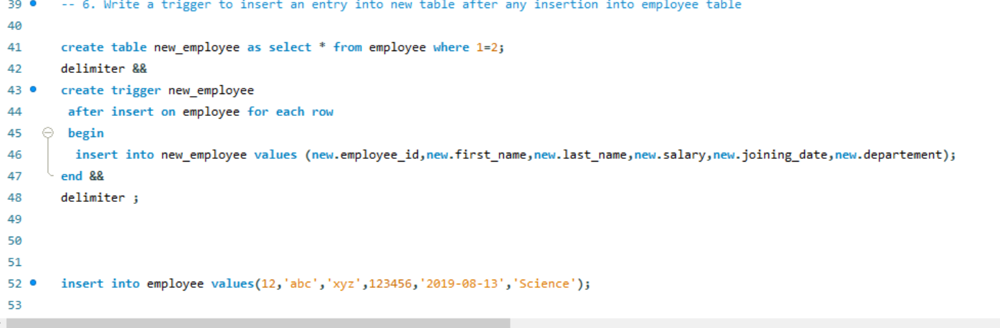 39 -- 6. Write a trigger to insert an entry into new table after any insertion into employee table
40
41 create table new_employee as select * from employee where 1=2;
42 delimiter &&
43 create trigger new_employee
44 after insert on employee for each row
45 begin
46 insert into new_employee values (new.employee_id,new.first_name,new.last_name,new.salary,new.joining_date,new.departement);
47 end &&
48 delimiter ;
49
50
51
52 insert into employee values(12,'abc','xyz',123456,'2019-08-13','Science');
53